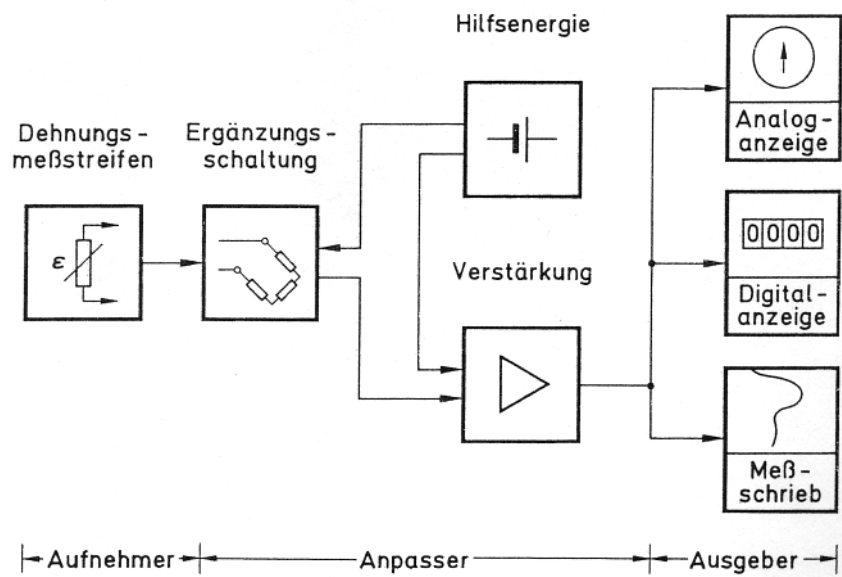 Hilfsenergie
Dehnungs-
meßstreifen
Ergänzungs-
schaltung
Analog-
anzeige
ε
0000
Verstärkung
Digital-
anzeige
Meß-
schrieb
Aufnehmer
Anpasser
Ausgeber